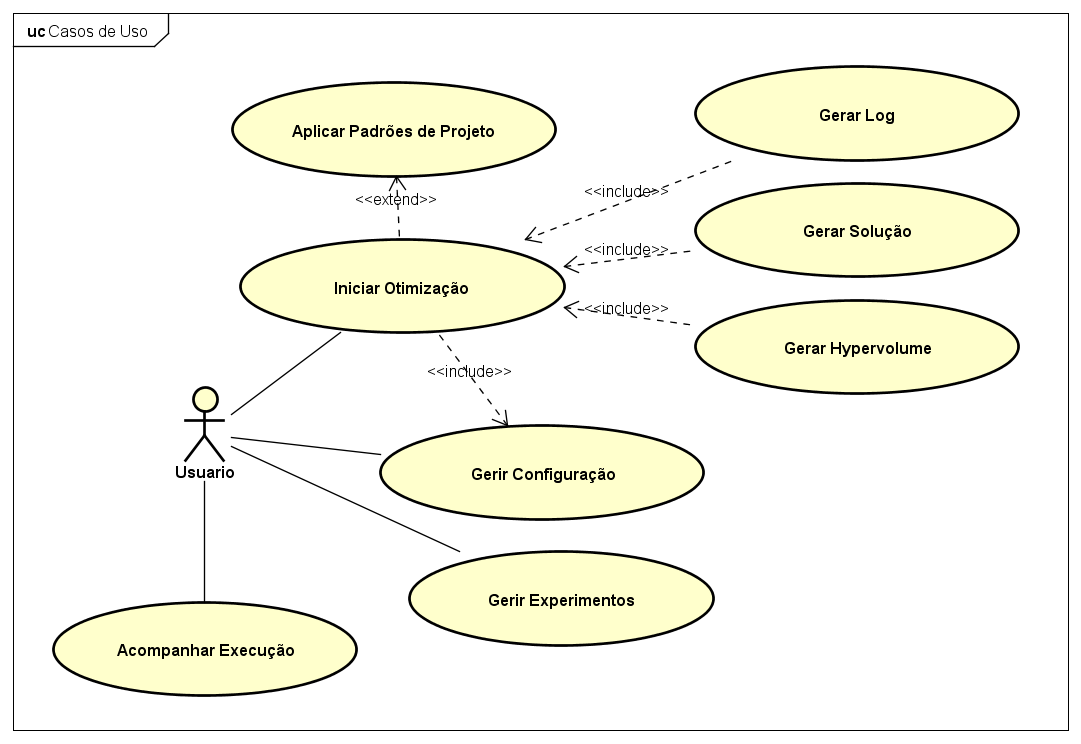 uc Casos de Uso
Aplicar Padrões de Projeto
Gerar Log
<<include>>
<<extend>>
Gerar Solução
<<include>>
Iniciar Otimização
<<include>>
Gerar Hypervolume
<<include>>
Usuario
Gerir Configuração
Gerir Experimentos
Acompanhar Execução